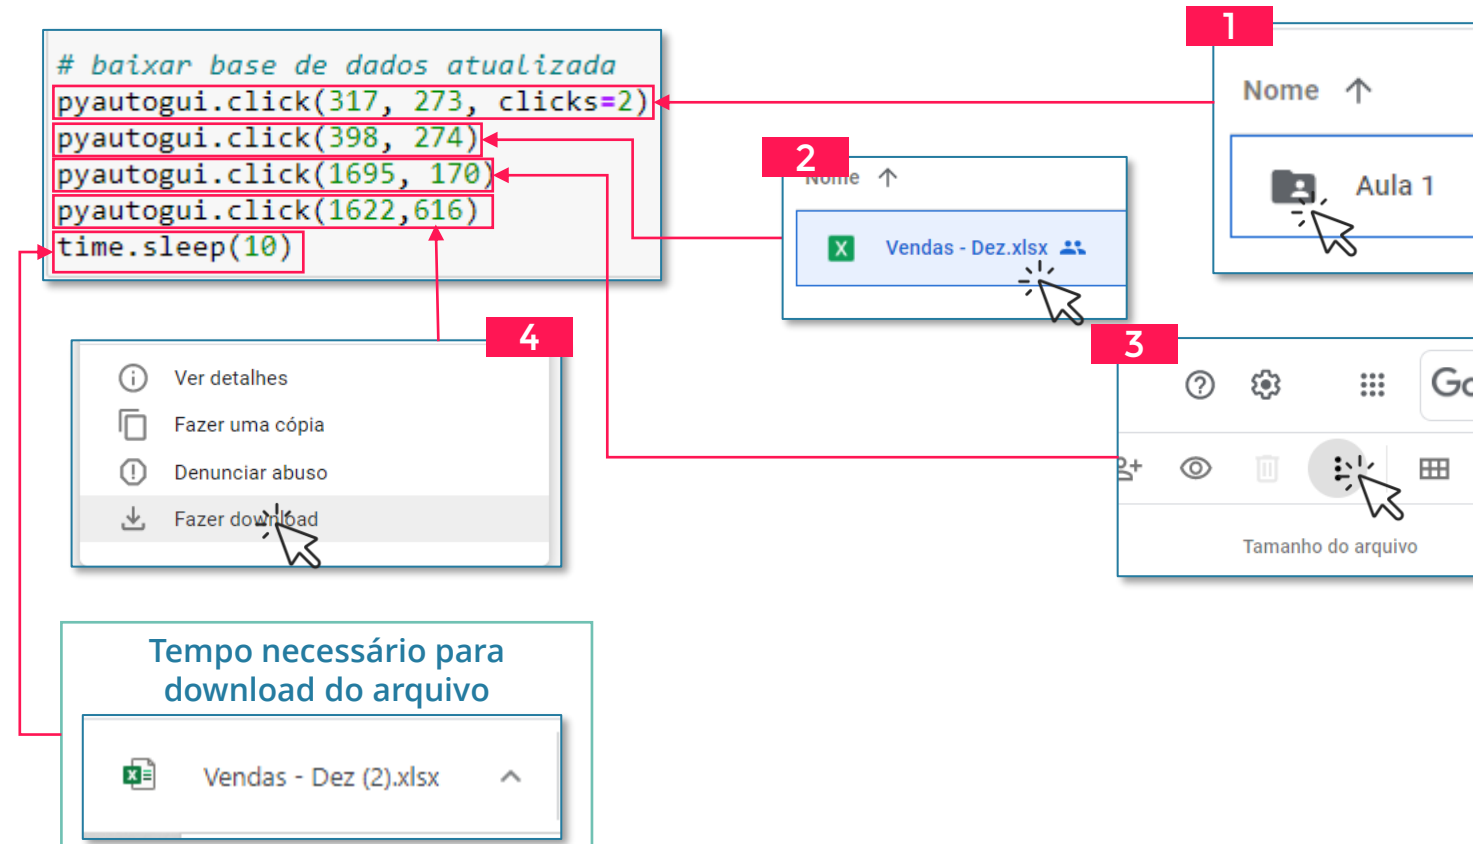 # baixar base de dados atualizada
pyautogui.click(317, 273, clicks=2)
pyautogui.click(398, 274)
pyautogui.click(1695, 170)
pyautogui.click(1622,616)
time.sleep(10)
1
Nome
Aula 1
2
Nome
Vendas - Dez.xlsx
3
Go
Tamanho do arquivo
4
Ver detalhes
Fazer uma cópia
Denunciar abuso
Fazer download
Tempo necessário para
download do arquivo
Vendas - Dez (2).xlsx